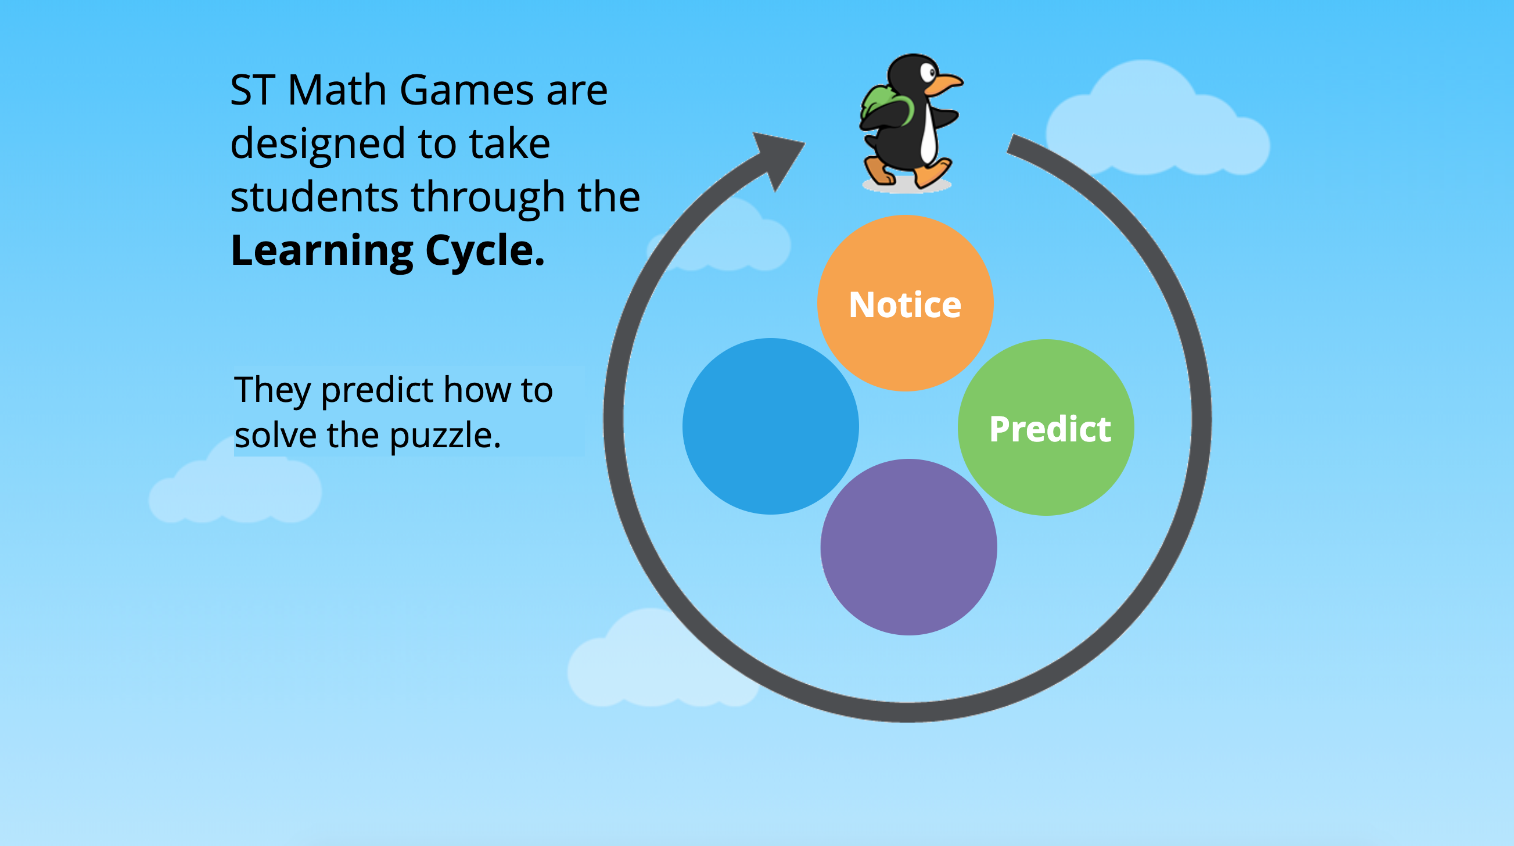 ST Math Games are
designed to take
students through the
Learning Cycle.
They predict how to
solve the puzzle.
Notice
Predict